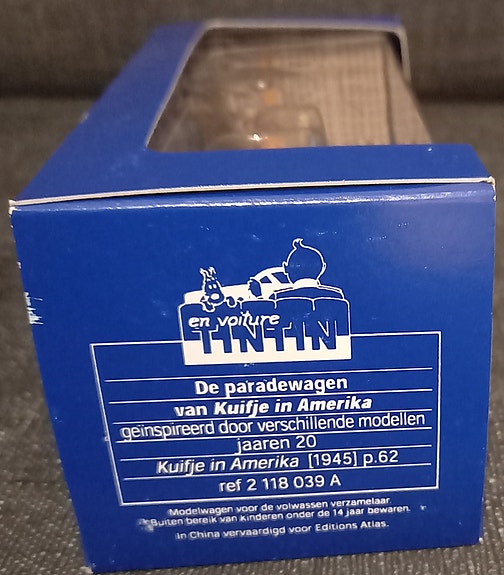 en voiture
TINTIN
De paradewagen
van Kuifje in Amerika
geïnspireerd door verschillende modellen
jaaren 20
Kuifje in Amerika [1945] p.62
ref 2 118 039 A
Modelwagen voor de volwassen verzamelaar.
Buiten bereik van kinderen onder de 14 jaar bewaren.
In China vervaardigd voor Editions Atlas.